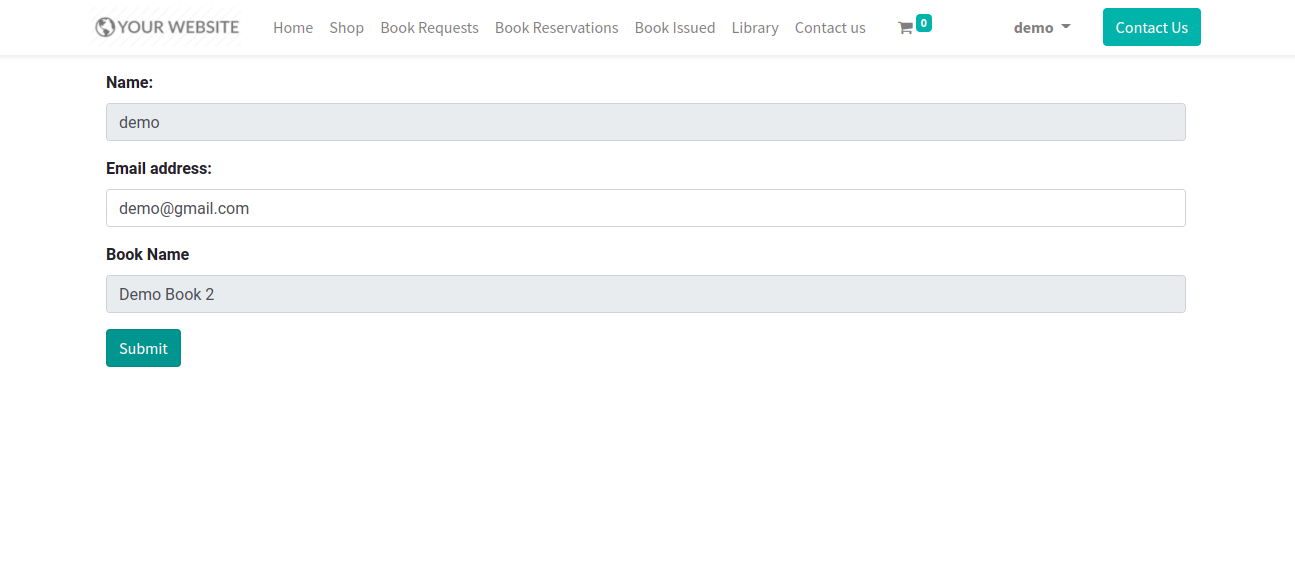 YOUR WEBSITE Home Shop Book Requests Book Reservations Book Issued Library Contact us 0 demo Contact Us
Name:
demo
Email address:
demo@gmail.com
Book Name
Demo Book 2
Submit